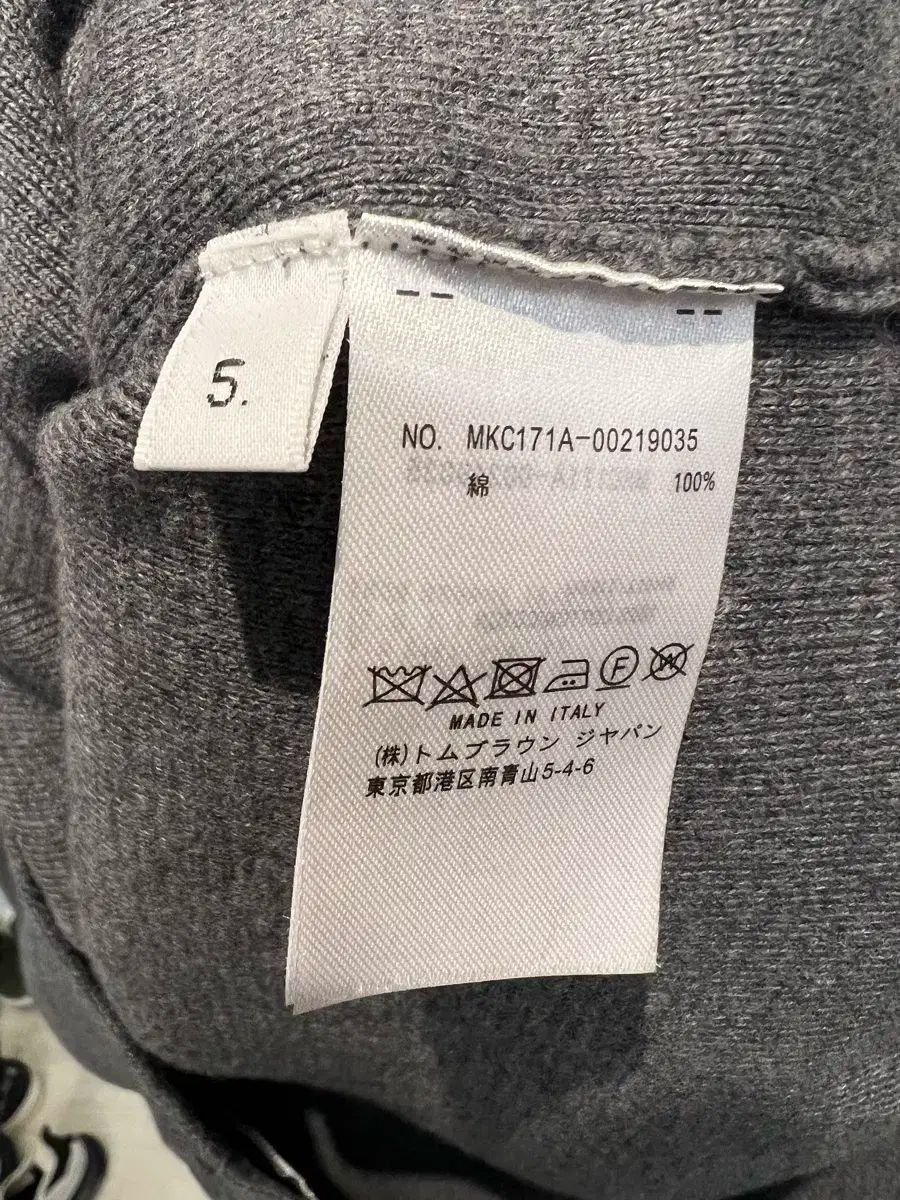 5.
NO. MKC171A-00219035
綿 100%
F
W
MADE IN ITALY
(株)トムブラウン ジャパン
東京都港区南青山5-4-6